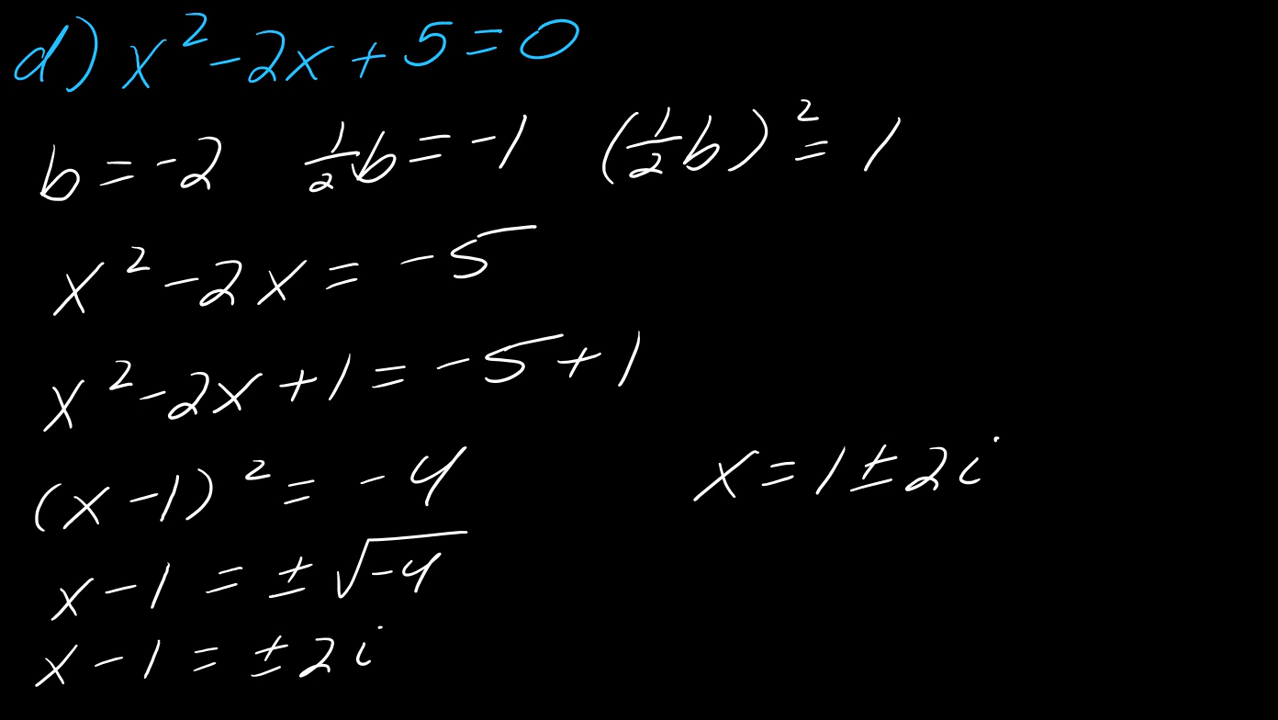 d) x² - 2x + 5 = 0
b = -2   ½b = -1   (½b)² = 1
x² - 2x = -5
x² - 2x + 1 = -5 + 1
(x - 1)² = -4
x - 1 = ± √-4
x - 1 = ± 2i
x = 1 ± 2i